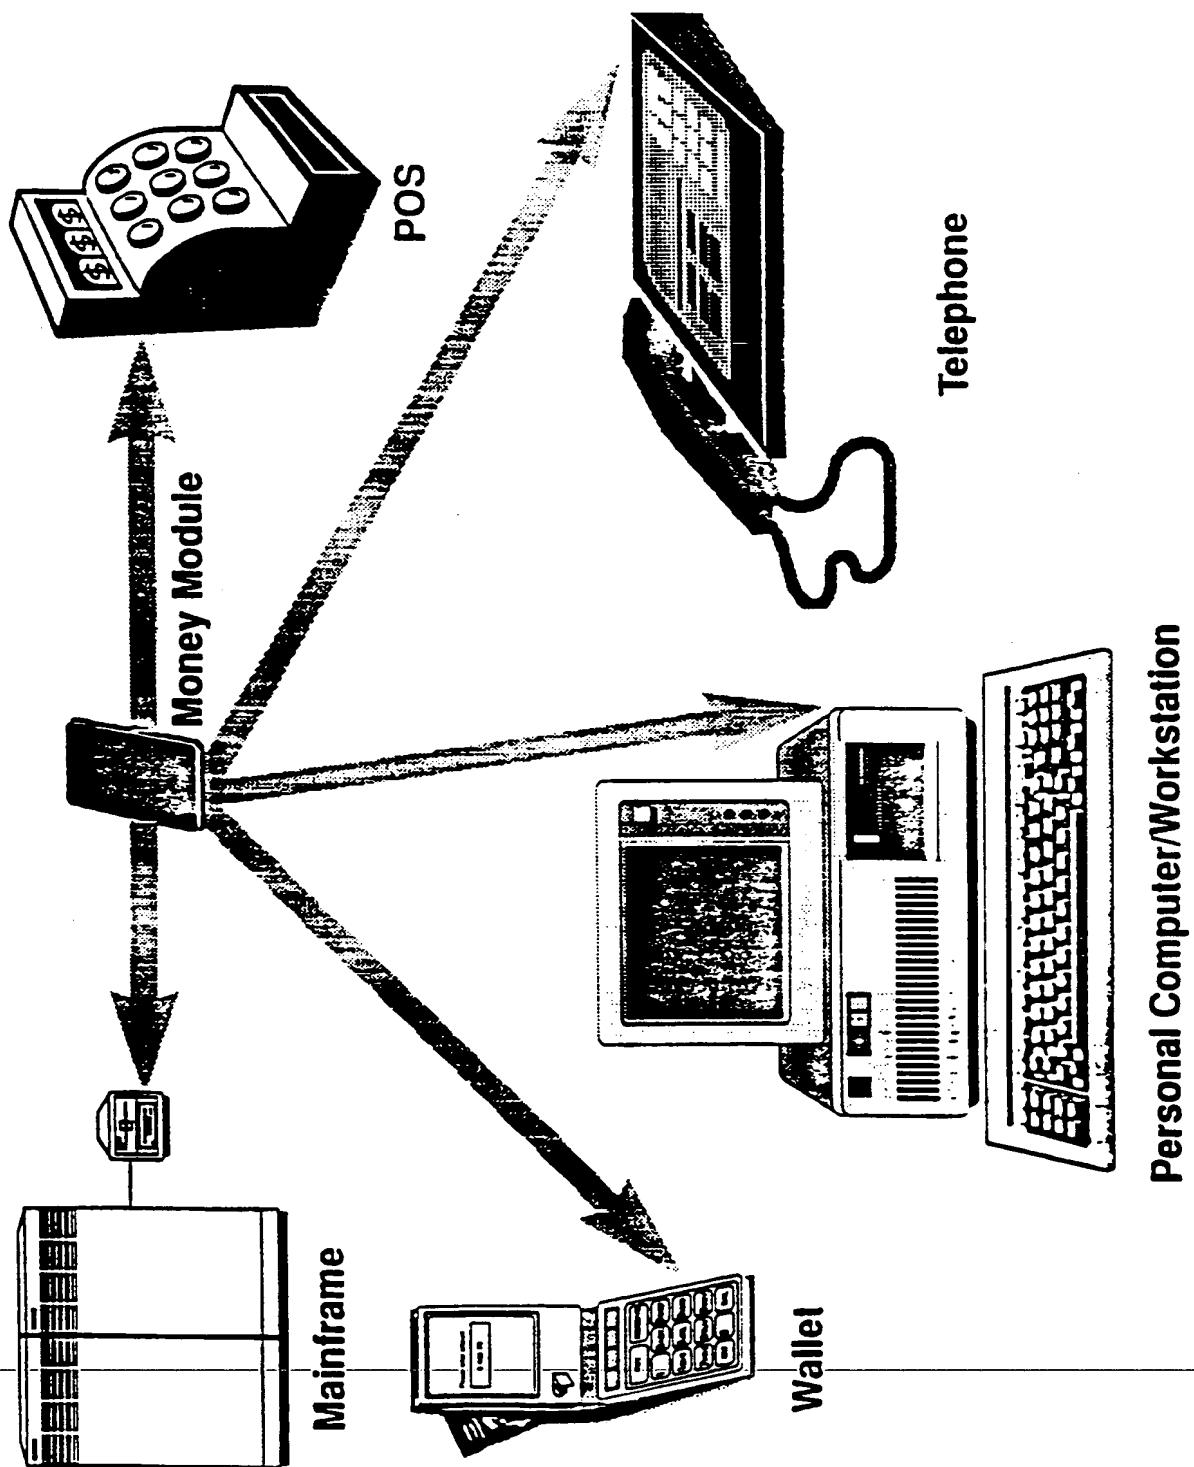 Money Module
Mainframe
POS
Wallet
Telephone
Personal Computer/Workstation
$ $ $